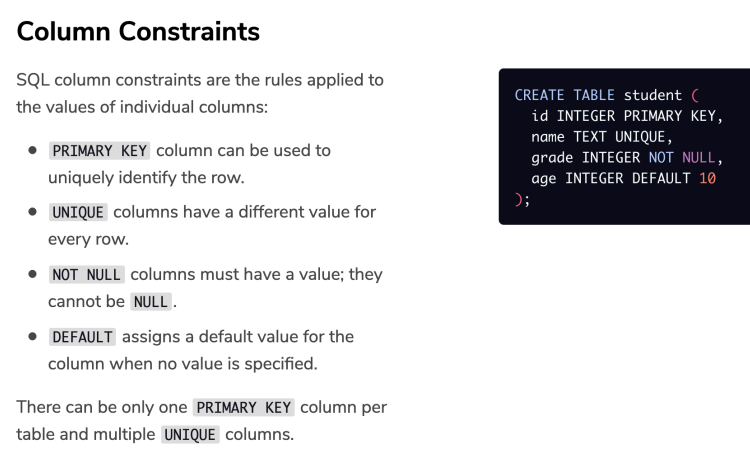 Column Constraints
SQL column constraints are the rules applied to
the values of individual columns:
PRIMARY KEY column can be used to
uniquely identify the row.
UNIQUE columns have a different value for
every row.
NOT NULL columns must have a value; they
cannot be NULL.
DEFAULT assigns a default value for the
column when no value is specified.
There can be only one PRIMARY KEY column per
table and multiple UNIQUE columns.
CREATE TABLE student (
  id INTEGER PRIMARY KEY,
  name TEXT UNIQUE,
  grade INTEGER NOT NULL,
  age INTEGER DEFAULT 10
);